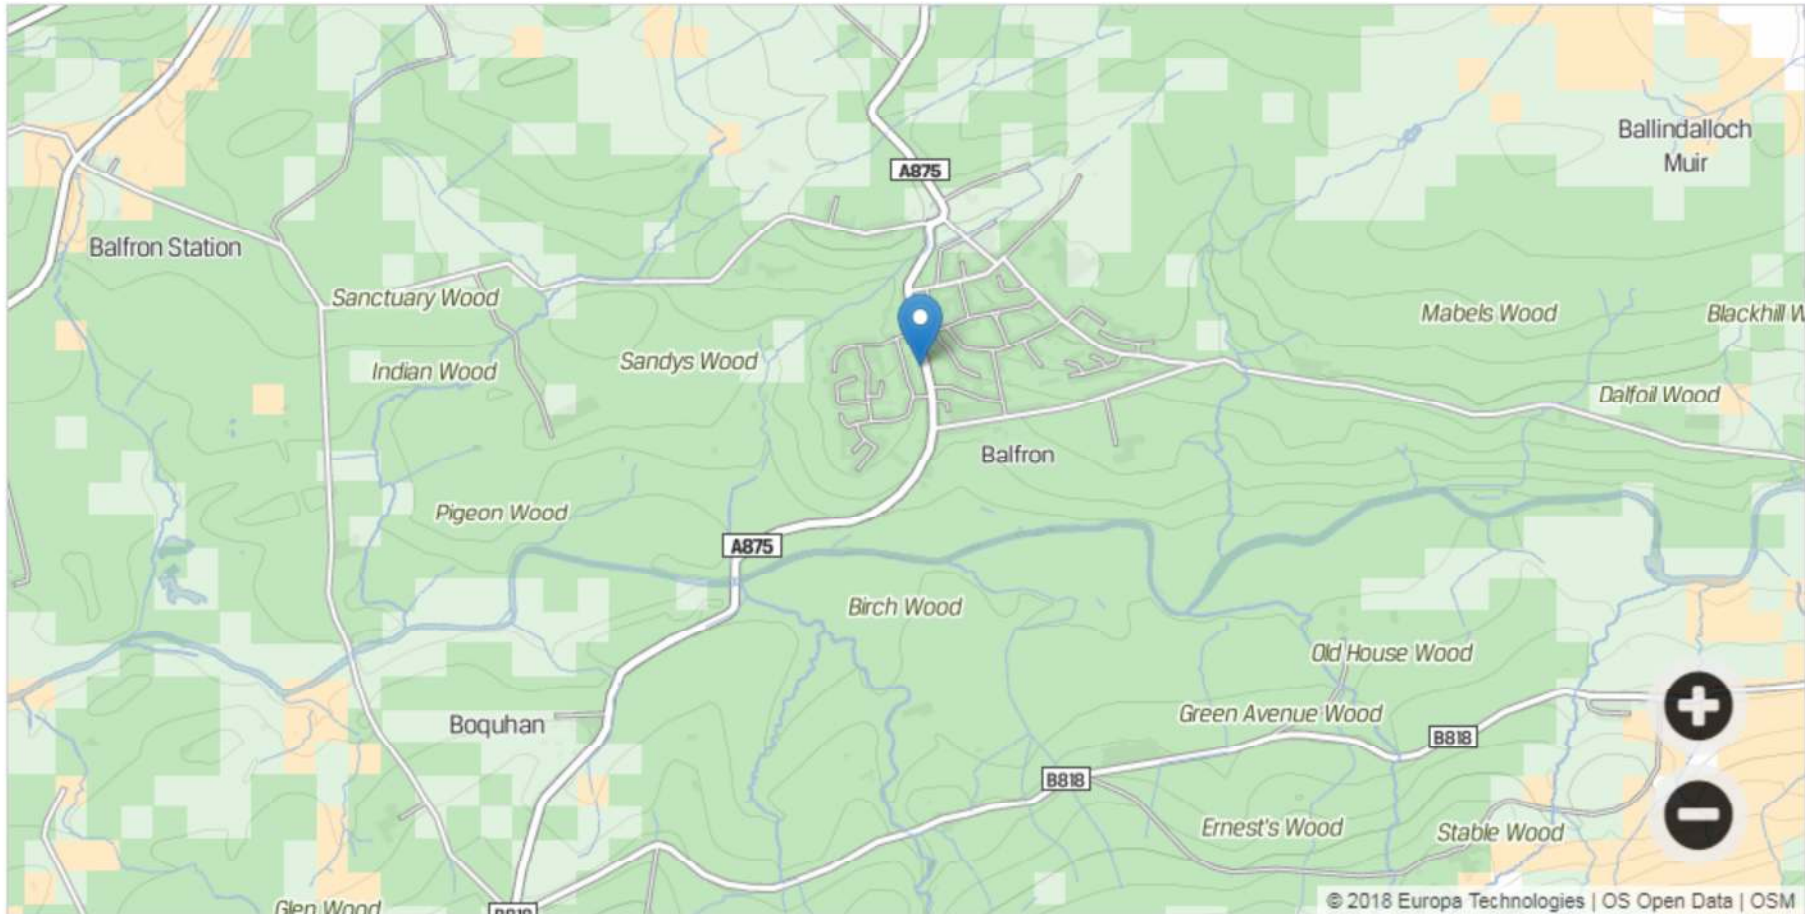 Ballindalloch
Muir
A875
Balfron Station
Sanctuary Wood
Mabels Wood
Blackhill W
Sandys Wood
Indian Wood
Dalfoil Wood
Balfron
Pigeon Wood
A875
Birch Wood
Old House Wood
Green Avenue Wood
Boquhan
B818
B818
Ernest's Wood
Stable Wood
© 2018 Europa Technologies | OS Open Data | OSM
Glen Wood
B818